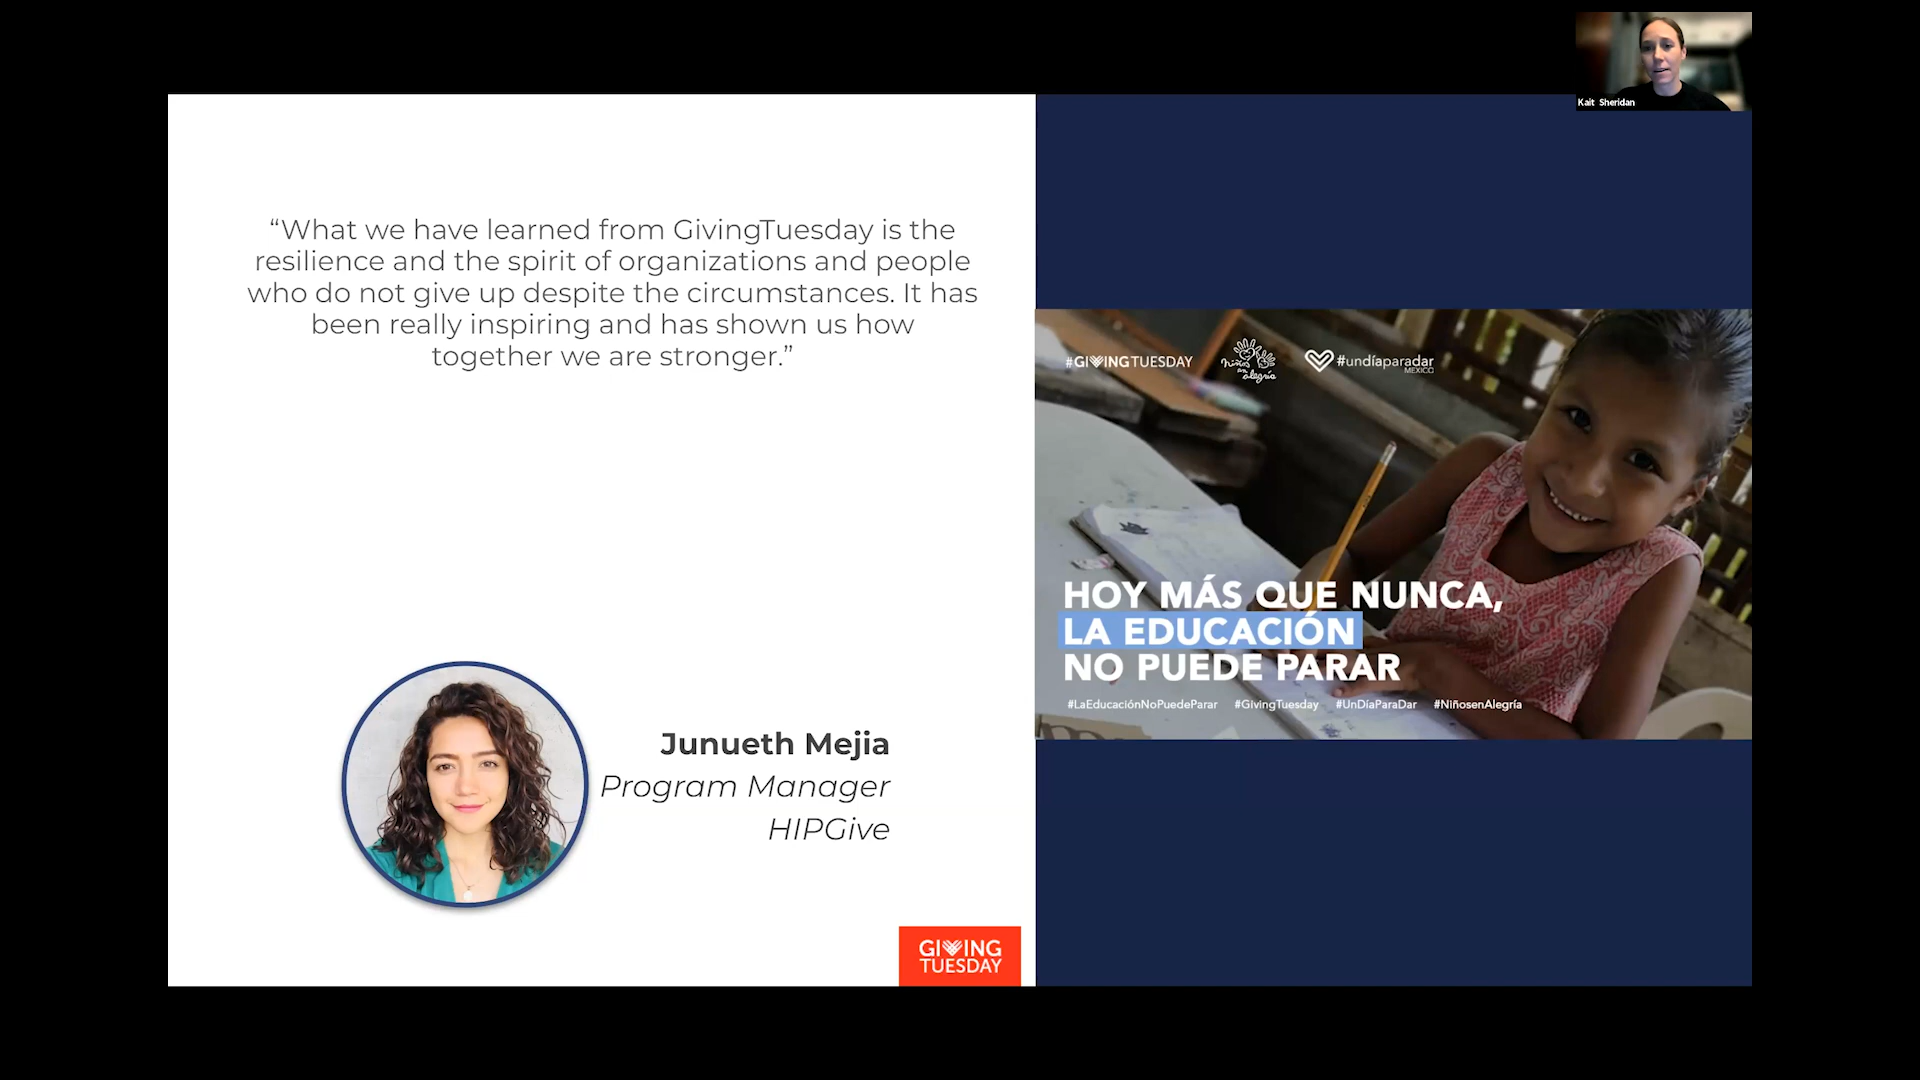 Kait Sheridan
“What we have learned from GivingTuesday is the
resilience and the spirit of organizations and people
who do not give up despite the circumstances. It has
been really inspiring and has shown us how
together we are stronger.”
Junueth Mejia
Program Manager
HIPGive
GIVING
TUESDAY
#GIVINGTUESDAY
niños
en
alegría
#undíaparadar
MEXICO
HOY MÁS QUE NUNCA,
LA EDUCACIÓN
NO PUEDE PARAR
#LaEducaciónNoPuedeParar #GivingTuesday #UnDíaParaDar #NiñosenAlegría